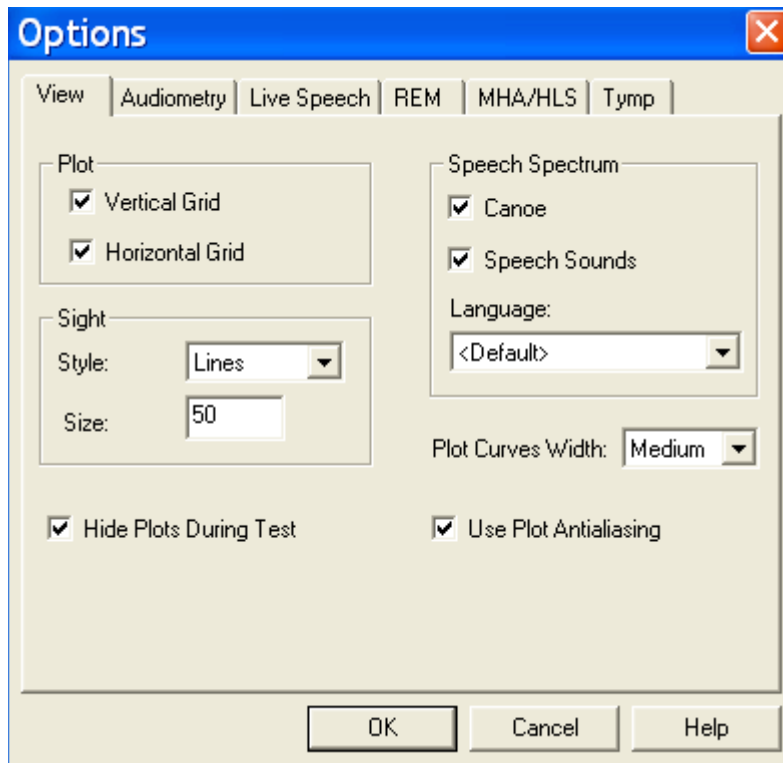 Options
View Audiometry Live Speech REM MHA/HLS Tymp
Plot
Vertical Grid
Horizontal Grid
Sight
Style: Lines
Size: 50
Speech Spectrum
Canoe
Speech Sounds
Language:
<Default>
Plot Curves Width: Medium
Hide Plots During Test
Use Plot Antialiasing
OK Cancel Help